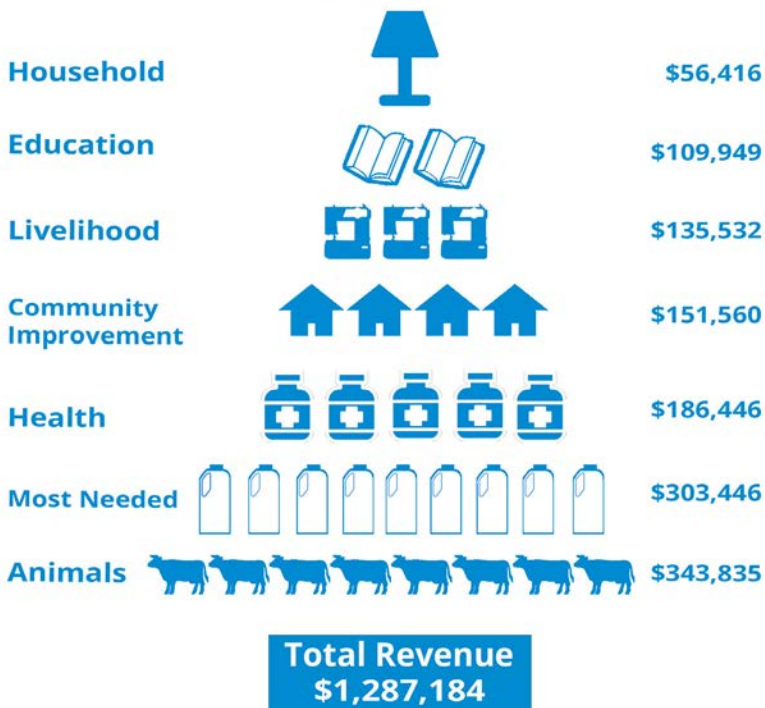 Household $56,416
Education $109,949
Livelihood $135,532
Community
Improvement $151,560
Health $186,446
Most Needed $303,446
Animals $343,835
Total Revenue
$1,287,184